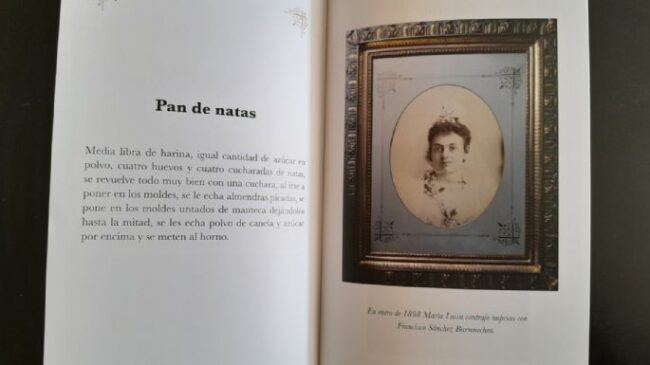 Pan de natas
Media libra de harina, igual cantidad de azúcar en
polvo, cuatro huevos y cuatro cucharadas de natas,
se revuelve todo muy bien con una cuchara, al irse a
poner en los moldes, se le echa almendras picadas, se
pone en los moldes untados de manteca dejándolos
hasta la mitad, se les echa polvo de canela y azúcar
por encima y se meten al horno.
En enero de 1898 María Luisa contrajo nupcias con
Francisco Sánchez Barrenechea.